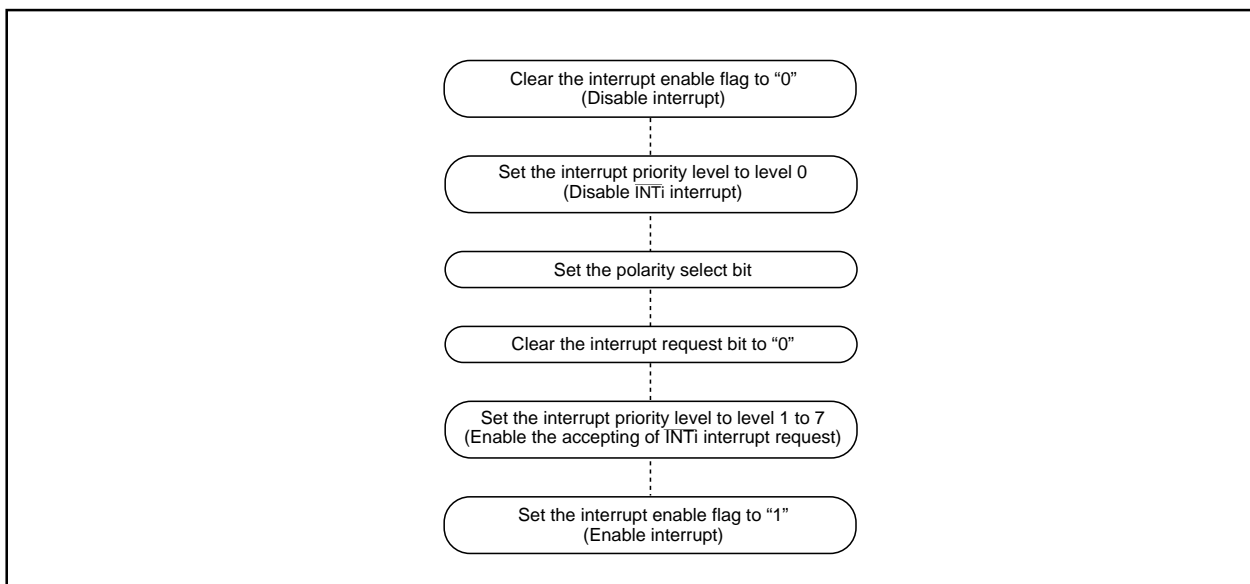 Clear the interrupt enable flag to “0”
(Disable interrupt)
Set the interrupt priority level to level 0
(Disable I̅N̅T̅i̅ interrupt)
Set the polarity select bit
Clear the interrupt request bit to “0”
Set the interrupt priority level to level 1 to 7
(Enable the accepting of I̅N̅T̅i̅ interrupt request)
Set the interrupt enable flag to “1”
(Enable interrupt)